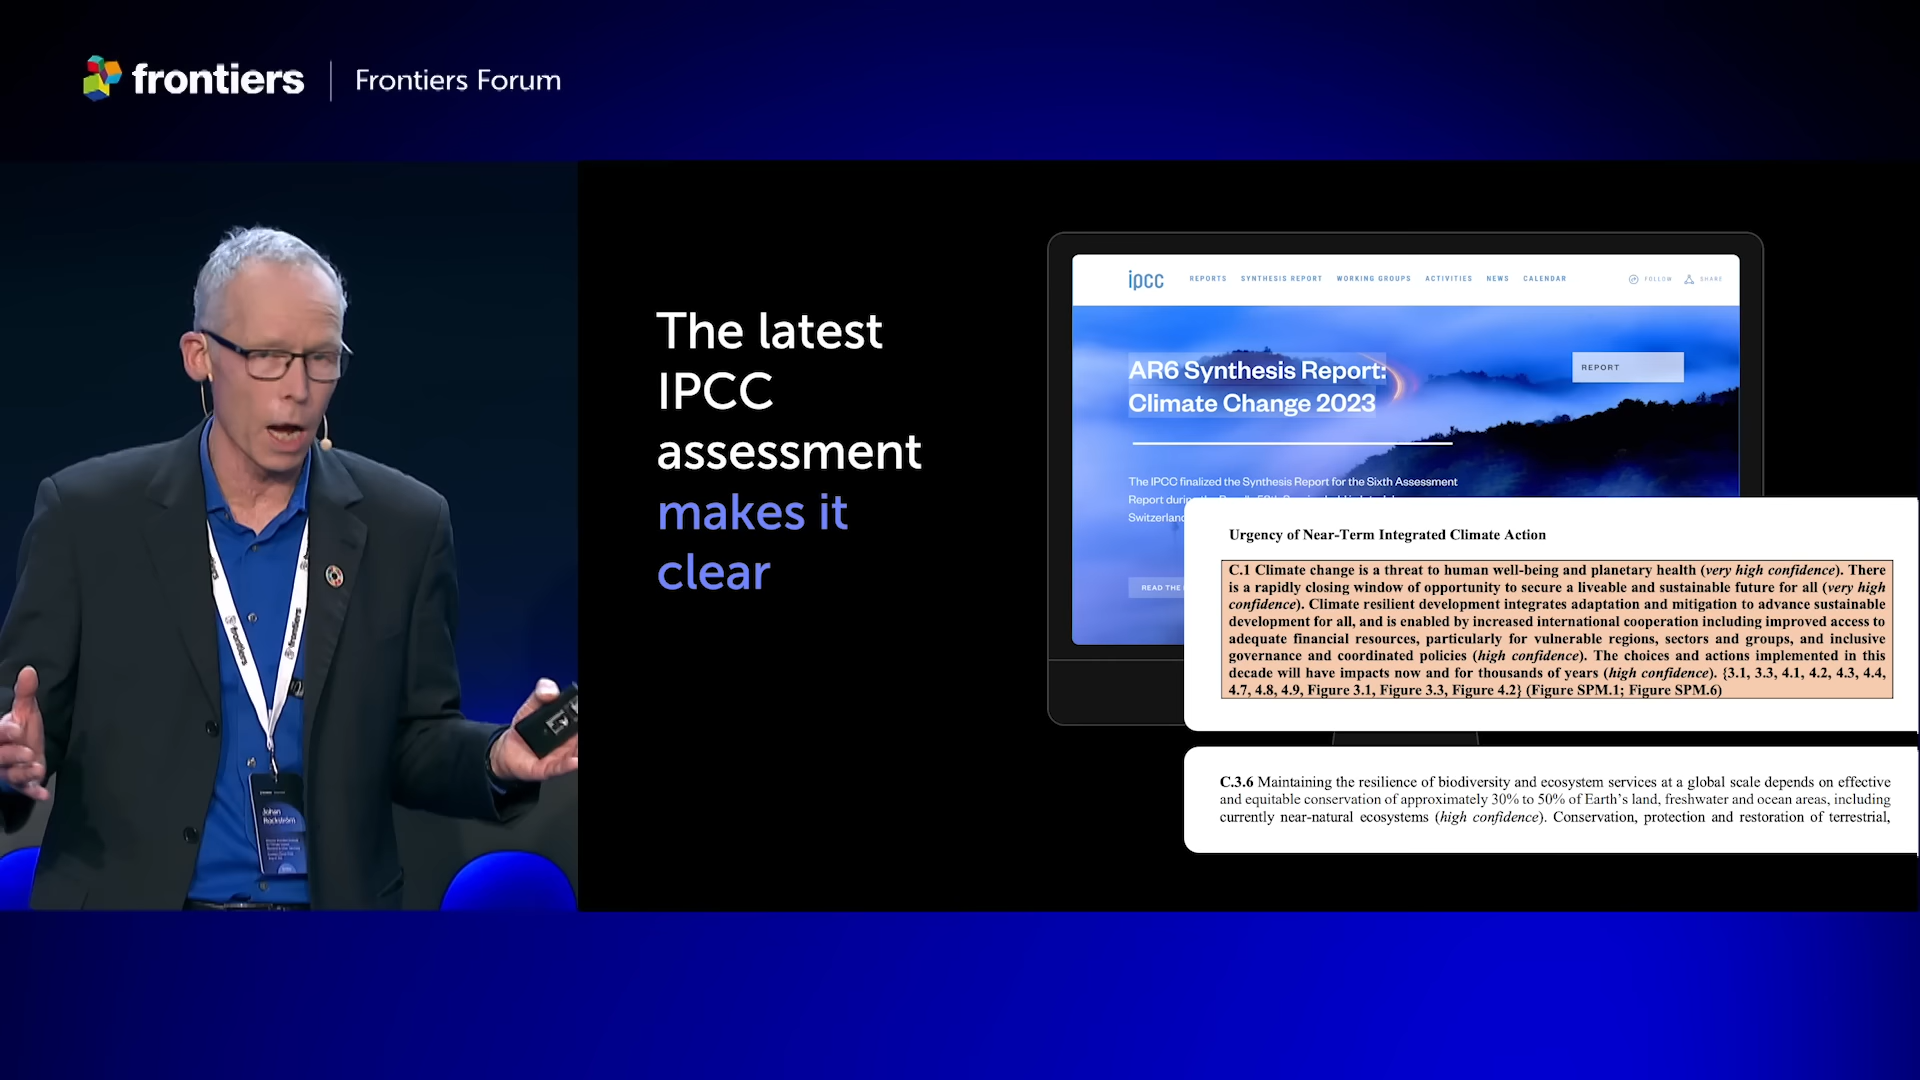 frontiers | Frontiers Forum
The latest
IPCC
assessment
makes it
clear
ipcc REPORTS SYNTHESIS REPORT WORKING GROUPS ACTIVITIES NEWS CALENDAR FOLLOW SHARE
AR6 Synthesis Report:
Climate Change 2023
REPORT
The IPCC finalized the Synthesis Report for the Sixth Assessment
Report during the
Switzerland
READ THE
Urgency of Near-Term Integrated Climate Action
C.1 Climate change is a threat to human well-being and planetary health (very high confidence). There
is a rapidly closing window of opportunity to secure a liveable and sustainable future for all (very high
confidence). Climate resilient development integrates adaptation and mitigation to advance sustainable
development for all, and is enabled by increased international cooperation including improved access to
adequate financial resources, particularly for vulnerable regions, sectors and groups, and inclusive
governance and coordinated policies (high confidence). The choices and actions implemented in this
decade will have impacts now and for thousands of years (high confidence). {3.1, 3.3, 4.1, 4.2, 4.3, 4.4,
4.7, 4.8, 4.9, Figure 3.1, Figure 3.3, Figure 4.2} (Figure SPM.1; Figure SPM.6)
C.3.6 Maintaining the resilience of biodiversity and ecosystem services at a global scale depends on effective
and equitable conservation of approximately 30% to 50% of Earth's land, freshwater and ocean areas, including
currently near-natural ecosystems (high confidence). Conservation, protection and restoration of terrestrial,
frontiers
frontiers
Johan
Rockström